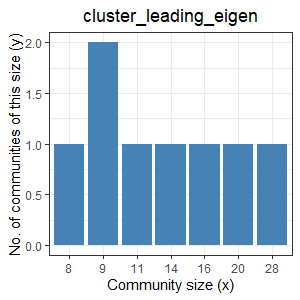 cluster_leading_eigen
No. of communities of this size (y)
2.0
1.5
1.0
0.5
0.0
8 9 11 14 16 20 28
Community size (x)